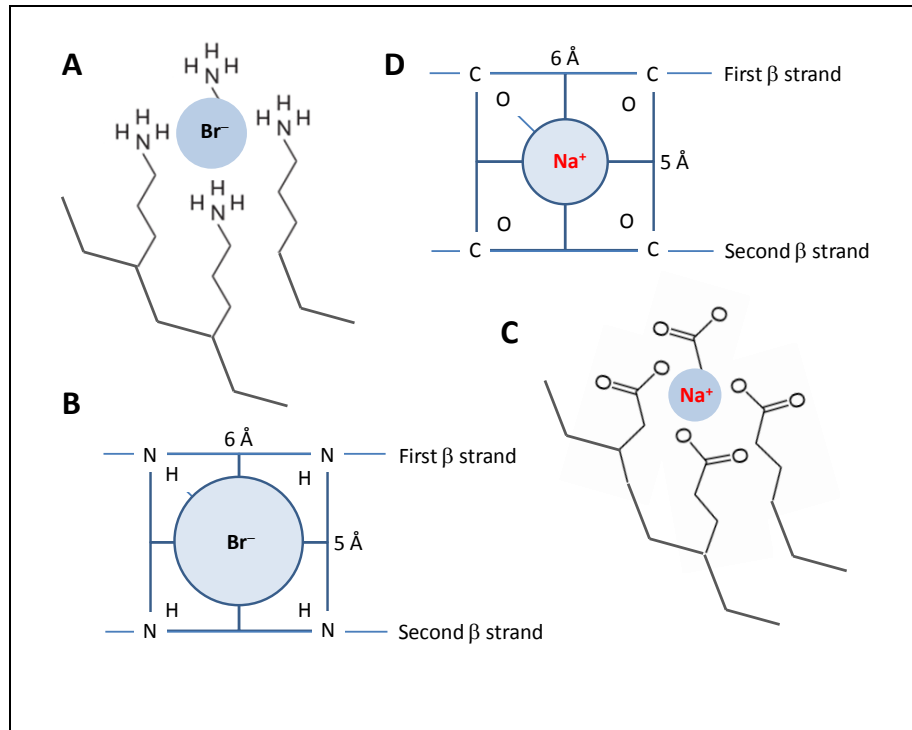 A
H
H N H
H H H H
H N Br⁻ N H
H
H N H
B
6 Å
N N First β strand
H H
Br⁻
5 Å
H H
N N Second β strand
D
6 Å
C C First β strand
O O
Na⁺
5 Å
O O
C C Second β strand
C
O
O
O O
Na⁺ O
O O
O O